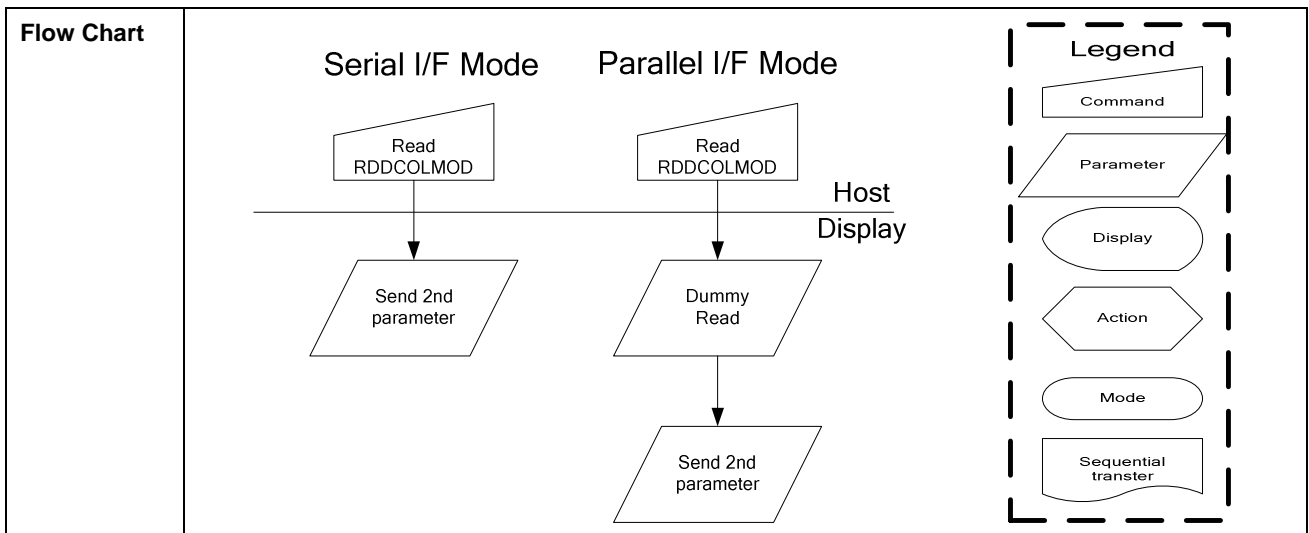 Flow Chart
Serial I/F Mode
Parallel I/F Mode
Read
RDDCOLMOD
Read
RDDCOLMOD
Host
Display
Send 2nd
parameter
Dummy
Read
Send 2nd
parameter
Legend
Command
Parameter
Display
Action
Mode
Sequential
transter